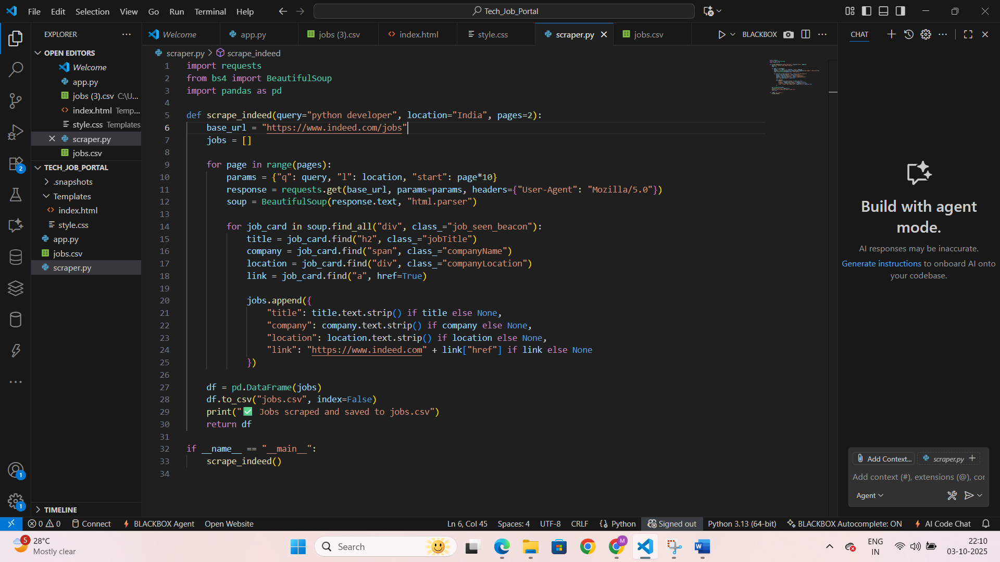 File Edit Selection View Go Run Terminal Help
Tech_Job_Portal
EXPLORER
OPEN EDITORS
Welcome
app.py
jobs (3).csv C:\U...
index.html Temp...
style.css Templates
scraper.py
jobs.csv
TECH_JOB_PORTAL
.snapshots
Templates
index.html
style.css
app.py
jobs.csv
scraper.py
TIMELINE
2
1
1
Welcome app.py jobs (3).csv index.html style.css scraper.py jobs.csv
BLACKBOX
scraper.py > scrape_indeed
1 import requests
2 from bs4 import BeautifulSoup
3 import pandas as pd
4
5 def scrape_indeed(query="python developer", location="India", pages=2):
6     base_url = "https://www.indeed.com/jobs"
7     jobs = []
8
9     for page in range(pages):
10         params = {"q": query, "l": location, "start": page*10}
11         response = requests.get(base_url, params=params, headers={"User-Agent": "Mozilla/5.0"})
12         soup = BeautifulSoup(response.text, "html.parser")
13
14         for job_card in soup.find_all("div", class_="job_seen_beacon"):
15             title = job_card.find("h2", class_="jobTitle")
16             company = job_card.find("span", class_="companyName")
17             location = job_card.find("div", class_="companyLocation")
18             link = job_card.find("a", href=True)
19
20             jobs.append({
21                 "title": title.text.strip() if title else None,
22                 "company": company.text.strip() if company else None,
23                 "location": location.text.strip() if location else None,
24                 "link": "https://www.indeed.com" + link["href"] if link else None
25             })
26
27     df = pd.DataFrame(jobs)
28     df.to_csv("jobs.csv", index=False)
29     print("✅ Jobs scraped and saved to jobs.csv")
30     return df
31
32 if __name__ == "__main__":
33     scrape_indeed()
34
CHAT
Build with agent
mode.
AI responses may be inaccurate.
Generate instructions to onboard AI onto
your codebase.
Add Context... scraper.py
Add context (#), extensions (@), cor
Agent
0 0 Connect BLACKBOX Agent Open Website
Ln 6, Col 45 Spaces: 4 UTF-8 CRLF {} Python Signed out Python 3.13 (64-bit) BLACKBOX Autocomplete: ON AI Code Chat
5
28°C
Mostly clear
Search
M
W
ENG
IN
22:10
03-10-2025